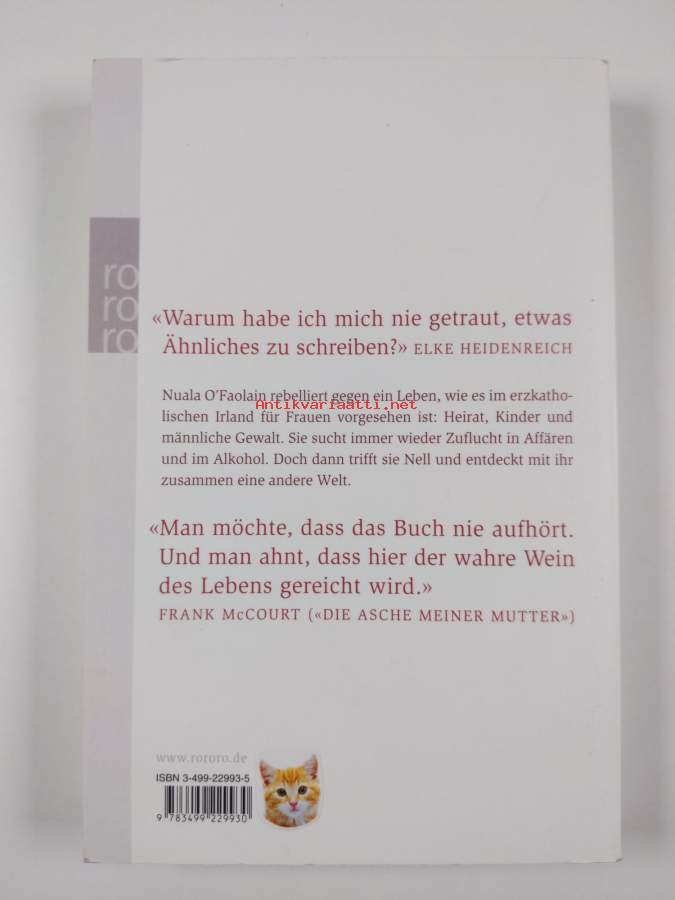 ro
ro
ro
«Warum habe ich mich nie getraut, etwas
Ähnliches zu schreiben?» ELKE HEIDENREICH
Nuala O’Faolain rebelliert gegen ein Leben, wie es im erzkatho-
lischen Irland für Frauen vorgesehen ist: Heirat, Kinder und
männliche Gewalt. Sie sucht immer wieder Zuflucht in Affären
und im Alkohol. Doch dann trifft sie Nell und entdeckt mit ihr
zusammen eine andere Welt.
Antikvariaatti.net
«Man möchte, dass das Buch nie aufhört.
Und man ahnt, dass hier der wahre Wein
des Lebens gereicht wird.»
FRANK McCOURT («DIE ASCHE MEINER MUTTER»)
www.rororo.de
ISBN 3-499-22993-5
9 783499 229930